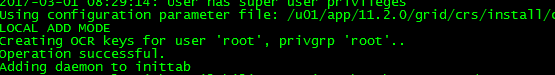 2017-03-01 08:29:14: User has super user privileges
Using configuration parameter file: /u01/app/11.2.0/grid/crs/install/
LOCAL ADD MODE
Creating OCR keys for user 'root', privgrp 'root'..
Operation successful.
Adding daemon to inittab